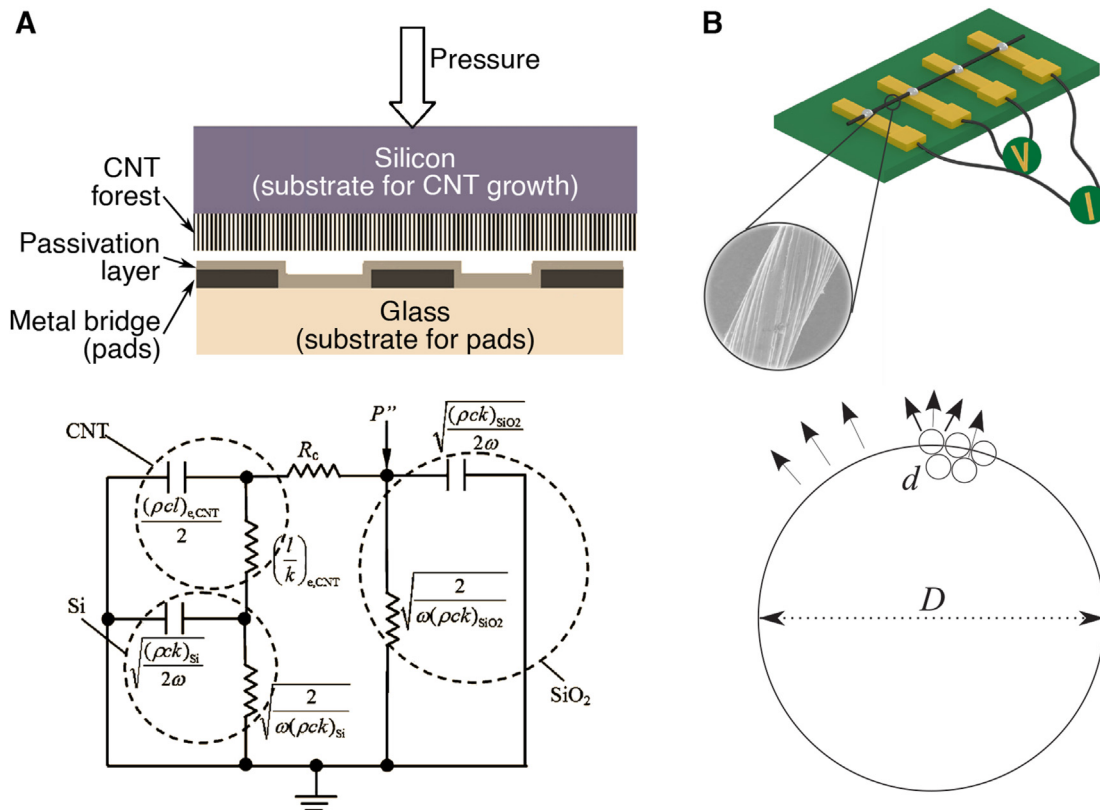 A
Pressure
Silicon
(substrate for CNT growth)
CNT
forest
Passivation
layer
Metal bridge
(pads)
Glass
(substrate for pads)
B
V
I
CNT
(ρcl)e,CNT
2
Rc
P''
√(ρck)SiO2
2ω
(l/k)e,CNT
Si
√(ρck)Si
2ω
√2
ω(ρck)Si
√2
ω(ρck)SiO2
SiO2
d
D